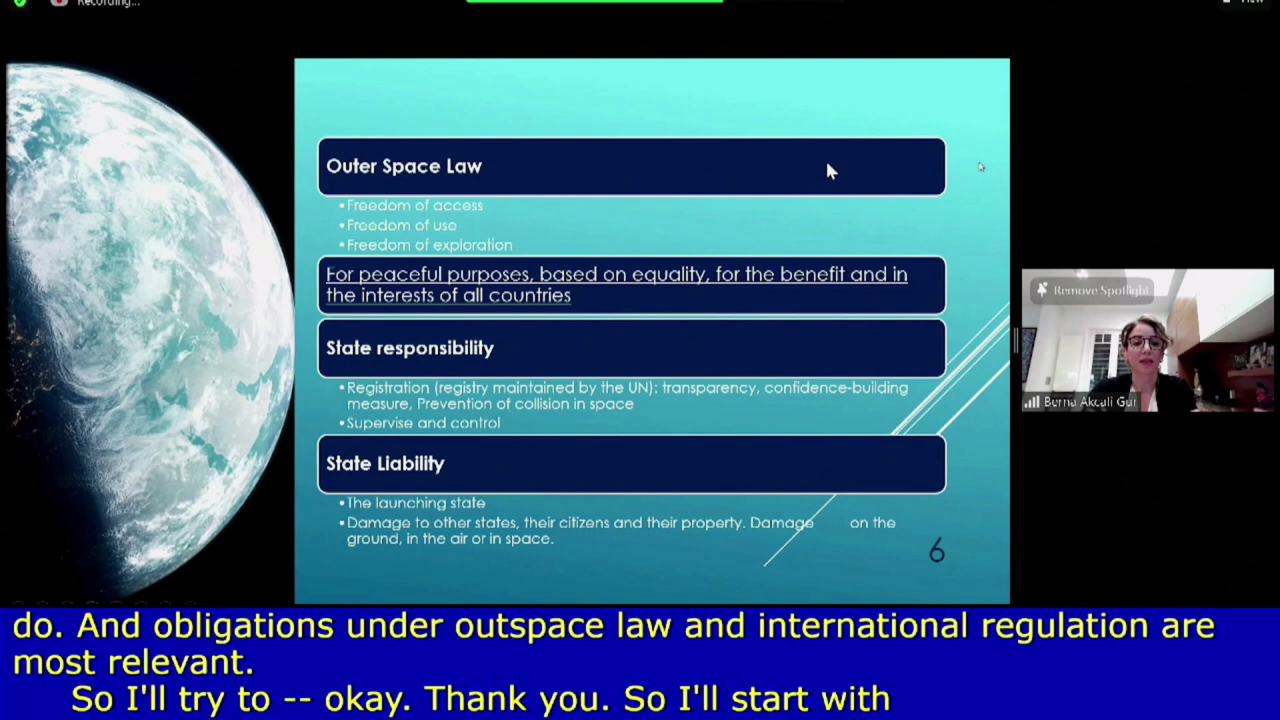 Recording...
View
Outer Space Law
•Freedom of access
•Freedom of use
•Freedom of exploration
For peaceful purposes, based on equality, for the benefit and in
the interests of all countries
State responsibility
•Registration (registry maintained by the UN): transparency, confidence-building
measure, Prevention of collision in space
•Supervise and control
State Liability
•The launching state
•Damage to other states, their citizens and their property. Damage on the
ground, in the air or in space.
6
Remove Spotlight
Berna Akcali Gur
do. And obligations under outspace law and international regulation are
most relevant.
So I'll try to -- okay. Thank you. So I'll start with